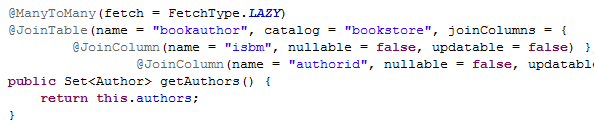 @ManyToMany(fetch = FetchType.LAZY)
@JoinTable(name = "bookauthor", catalog = "bookstore", joinColumns = {
@JoinColumn(name = "isbm", nullable = false, updatable = false) }
@JoinColumn(name = "authorid", nullable = false, updatable
public Set<Author> getAuthors() {
return this.authors;
}